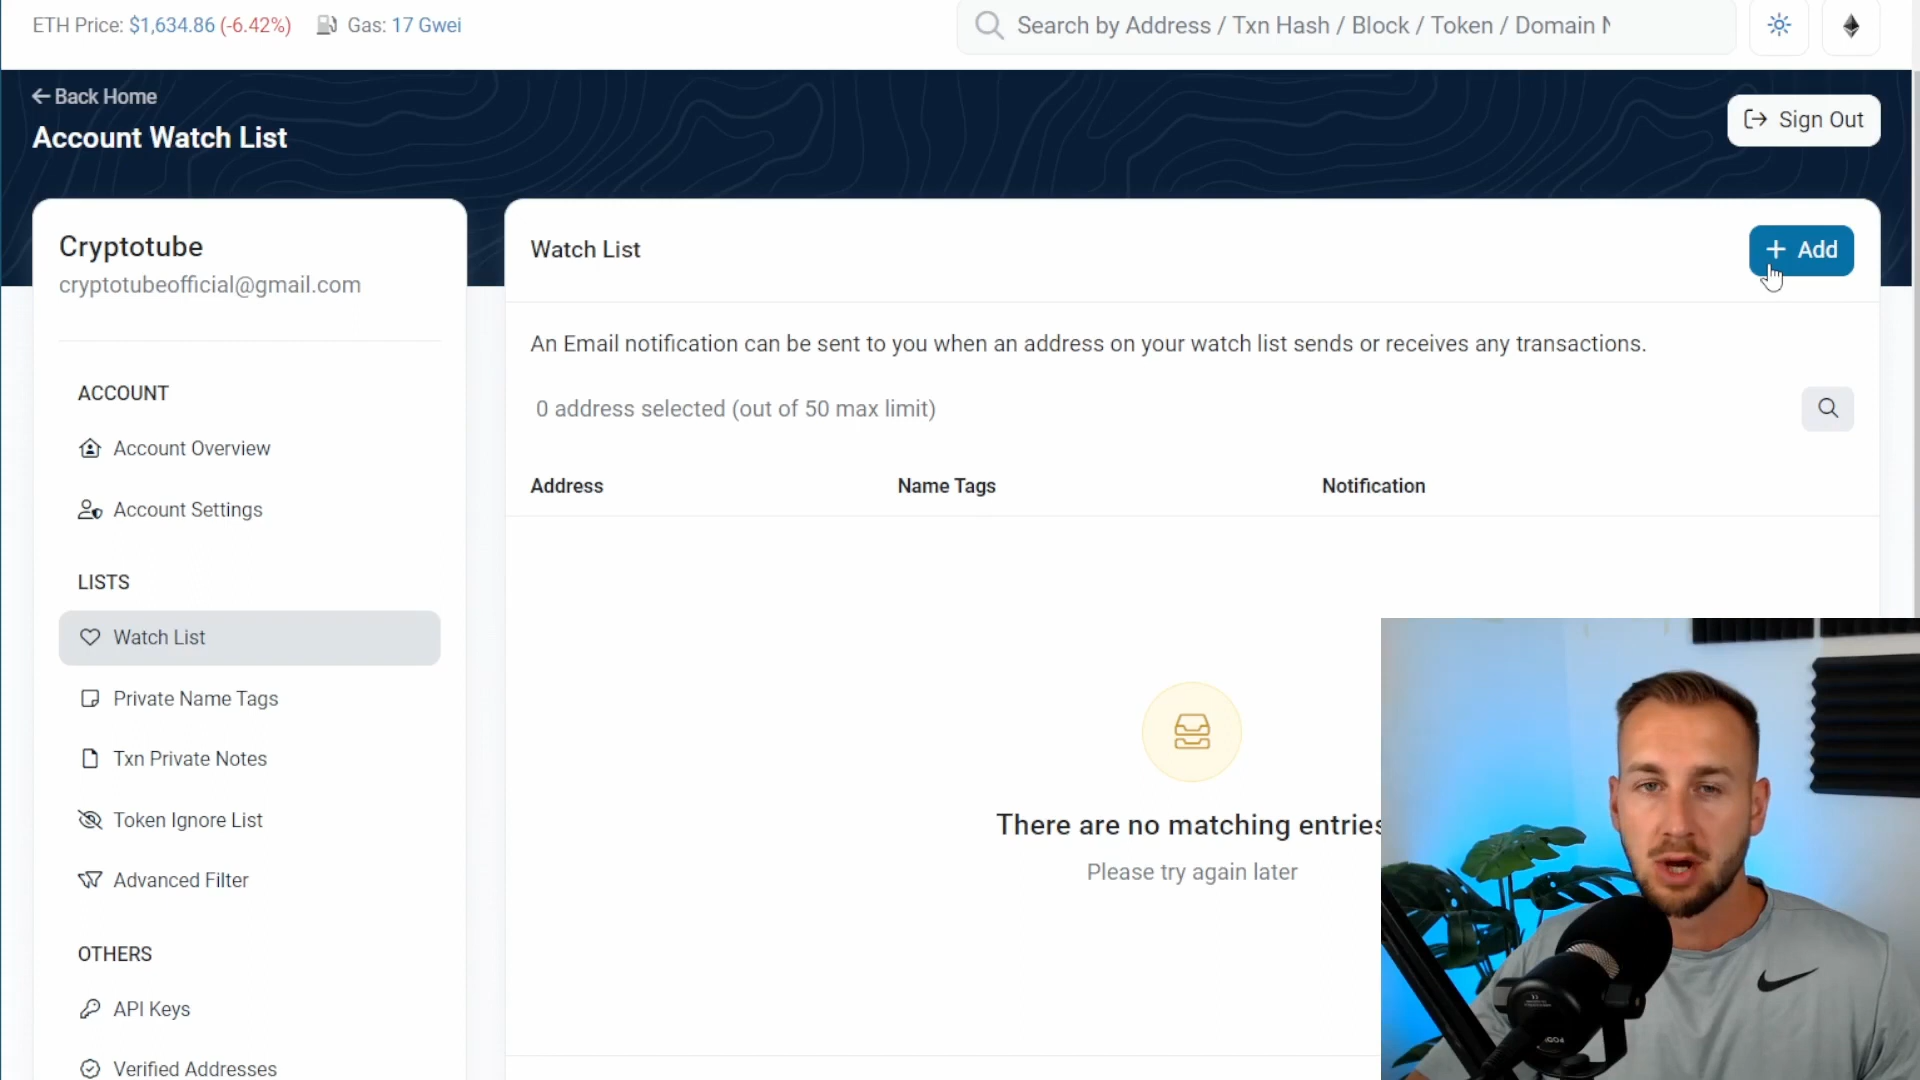 ETH Price: $1,634.86 (-6.42%) Gas: 17 Gwei
Search by Address / Txn Hash / Block / Token / Domain N
Back Home
Account Watch List
Sign Out
Cryptotube
cryptotubeofficial@gmail.com
ACCOUNT
Account Overview
Account Settings
LISTS
Watch List
Private Name Tags
Txn Private Notes
Token Ignore List
Advanced Filter
OTHERS
API Keys
Verified Addresses
Watch List
+ Add
An Email notification can be sent to you when an address on your watch list sends or receives any transactions.
0 address selected (out of 50 max limit)
Address Name Tags Notification
There are no matching entries
Please try again later